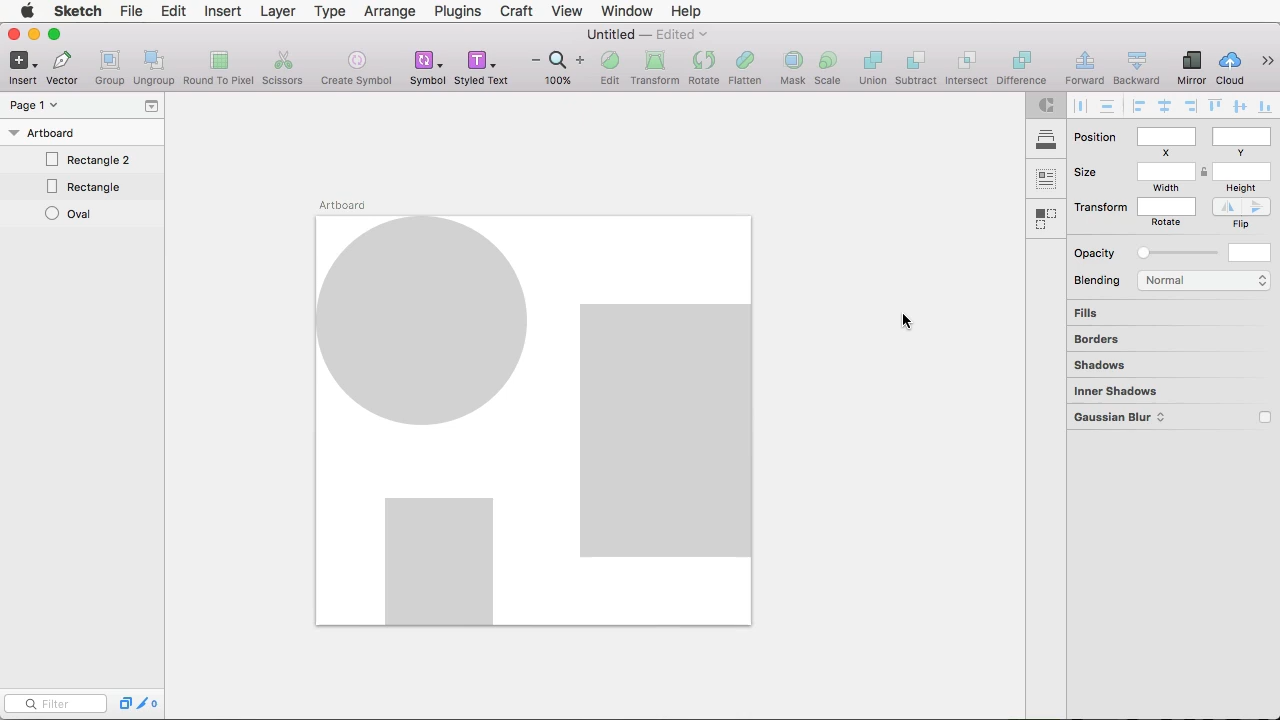 Sketch File Edit Insert Layer Type Arrange Plugins Craft View Window Help
Untitled — Edited
Insert Vector Group Ungroup Round To Pixel Scissors Create Symbol Symbol Styled Text 100% Edit Transform Rotate Flatten Mask Scale Union Subtract Intersect Difference Forward Backward Mirror Cloud
Page 1
Artboard
Rectangle 2
Rectangle
Oval
Filter
0
Artboard
Position
X Y
Size
Width Height
Transform
Rotate Flip
Opacity
Blending Normal
Fills
Borders
Shadows
Inner Shadows
Gaussian Blur